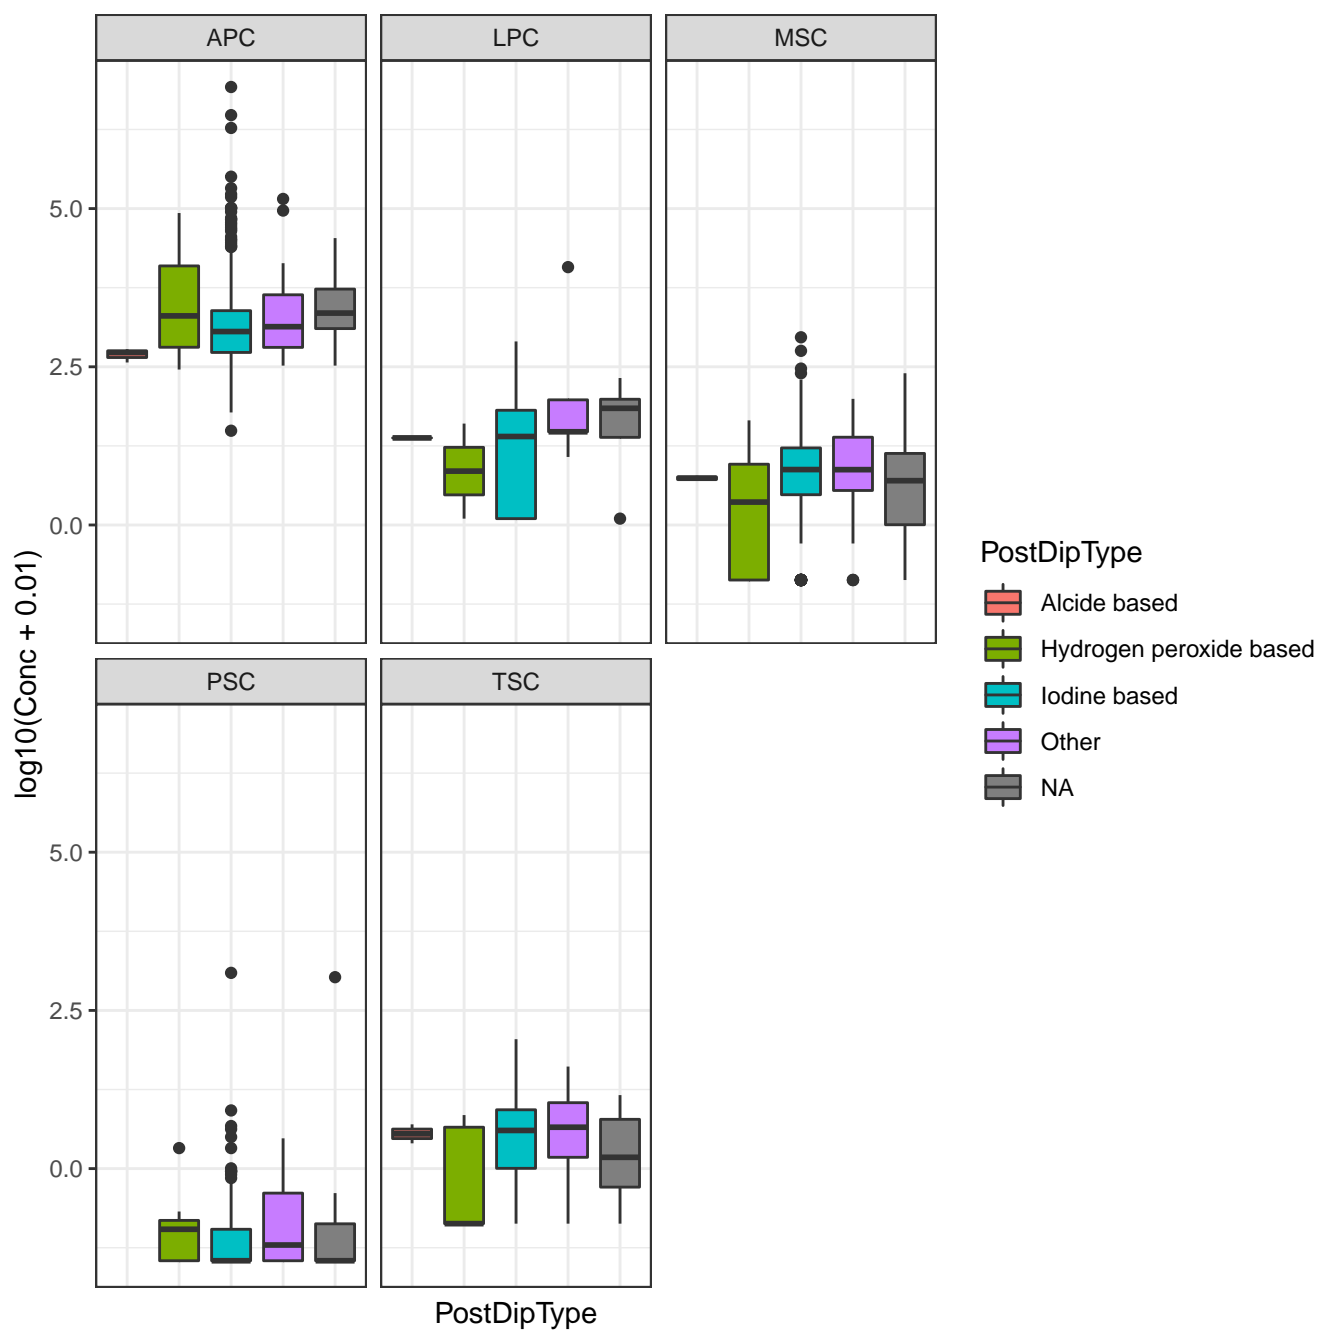 APC
LPC
MSC
5.0
2.5
0.0
PSC
TSC
5.0
2.5
0.0
log10(Conc + 0.01)
PostDipType
PostDipType
Alcide based
Hydrogen peroxide based
Iodine based
Other
NA